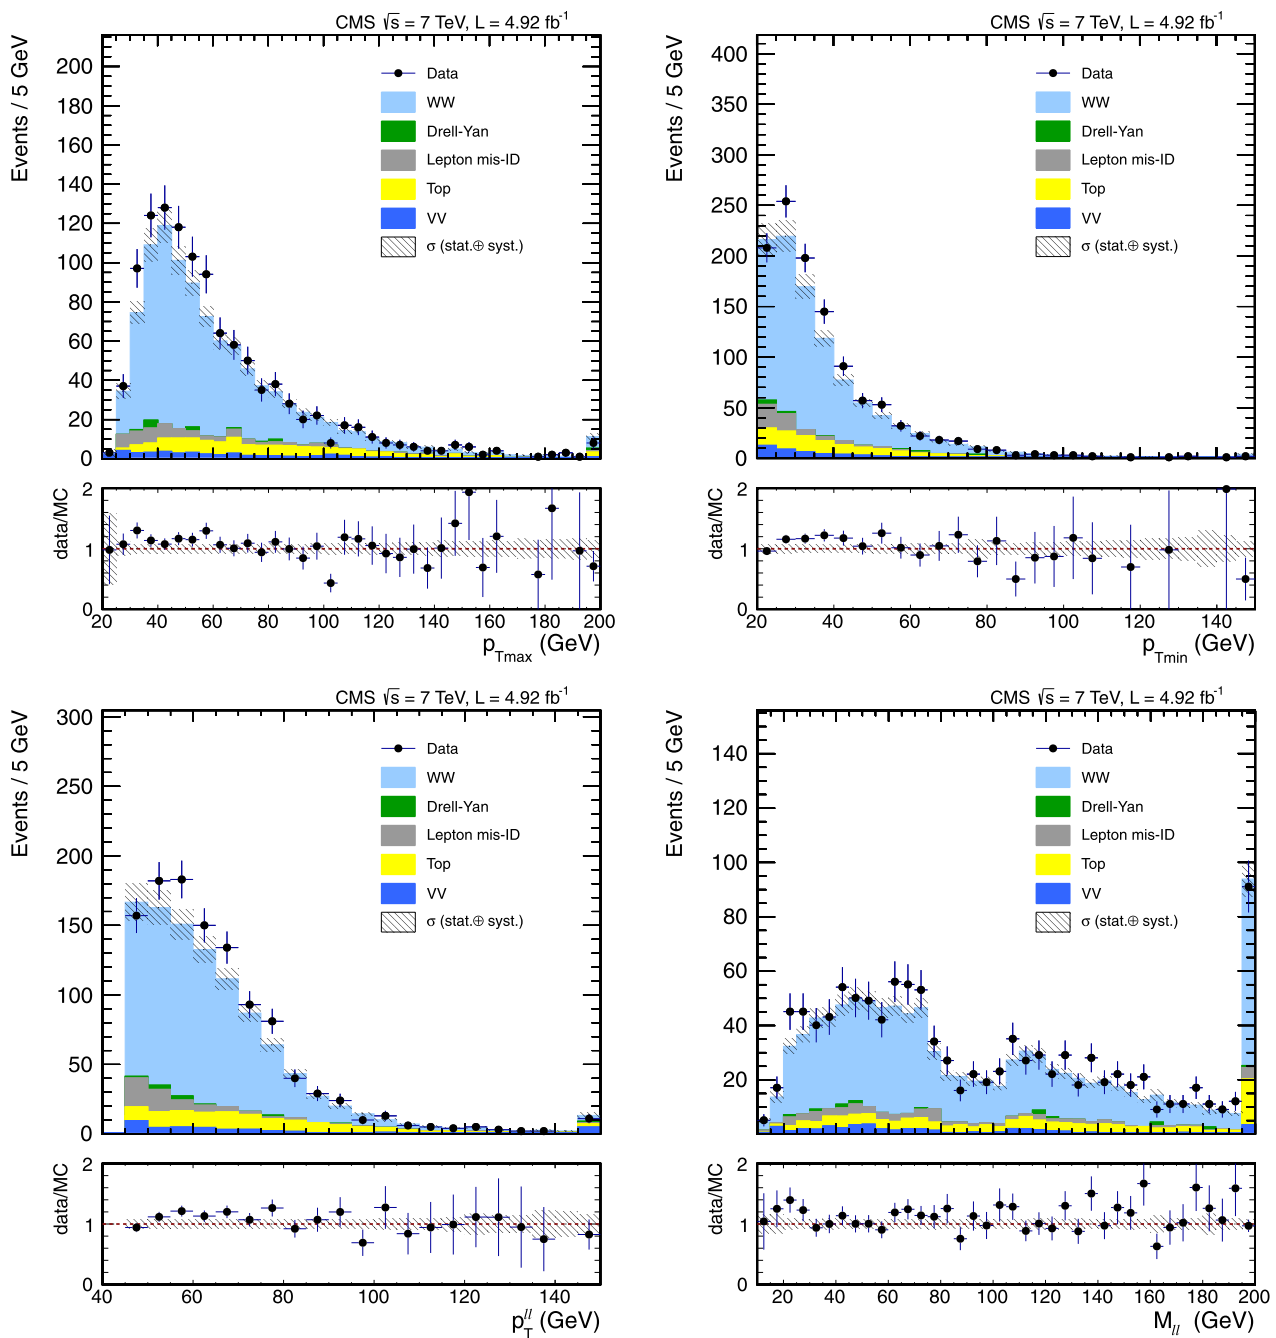 CMS √s = 7 TeV, L = 4.92 fb⁻¹
Events / 5 GeV
200
180
160
140
120
100
80
60
40
20
0
Data
WW
Drell-Yan
Lepton mis-ID
Top
VV
σ (stat.⊕ syst.)
data/MC
2
1
0
20 40 60 80 100 120 140 160 180 200
p_Tmax (GeV)
CMS √s = 7 TeV, L = 4.92 fb⁻¹
Events / 5 GeV
400
350
300
250
200
150
100
50
0
Data
WW
Drell-Yan
Lepton mis-ID
Top
VV
σ (stat.⊕ syst.)
data/MC
2
1
0
20 40 60 80 100 120 140
p_Tmin (GeV)
CMS √s = 7 TeV, L = 4.92 fb⁻¹
Events / 5 GeV
300
250
200
150
100
50
0
Data
WW
Drell-Yan
Lepton mis-ID
Top
VV
σ (stat.⊕ syst.)
data/MC
2
1
0
40 60 80 100 120 140
p_T^ll (GeV)
CMS √s = 7 TeV, L = 4.92 fb⁻¹
Events / 5 GeV
140
120
100
80
60
40
20
Data
WW
Drell-Yan
Lepton mis-ID
Top
VV
σ (stat.⊕ syst.)
data/MC
2
1
0
20 40 60 80 100 120 140 160 180 200
M_ll (GeV)